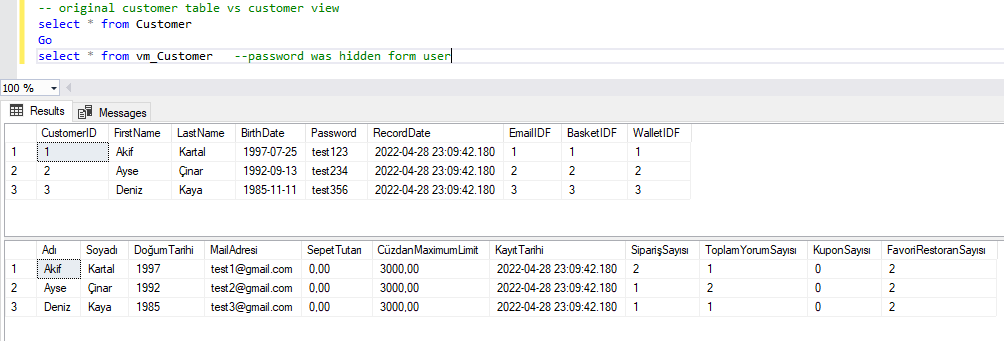 -- original customer table vs customer view
select * from Customer
Go
select * from vm_Customer --password was hidden form user
100 %
Results Messages
CustomerID FirstName LastName BirthDate Password RecordDate EmailIDF BasketIDF WalletIDF
1 1 Akif Kartal 1997-07-25 test123 2022-04-28 23:09:42.180 1 1 1
2 2 Ayse Çinar 1992-09-13 test234 2022-04-28 23:09:42.180 2 2 2
3 3 Deniz Kaya 1985-11-11 test356 2022-04-28 23:09:42.180 3 3 3
Adı Soyadı DoğumTarihi MailAdresi SepetTutarı CüzdanMaximumLimit KayıtTarihi SiparişSayısı ToplamYorumSayısı KuponSayısı FavoriRestoranSayısı
1 Akif Kartal 1997 test1@gmail.com 0,00 3000,00 2022-04-28 23:09:42.180 2 1 0 2
2 Ayse Çinar 1992 test2@gmail.com 0,00 3000,00 2022-04-28 23:09:42.180 1 2 0 2
3 Deniz Kaya 1985 test3@gmail.com 0,00 3000,00 2022-04-28 23:09:42.180 1 1 0 2